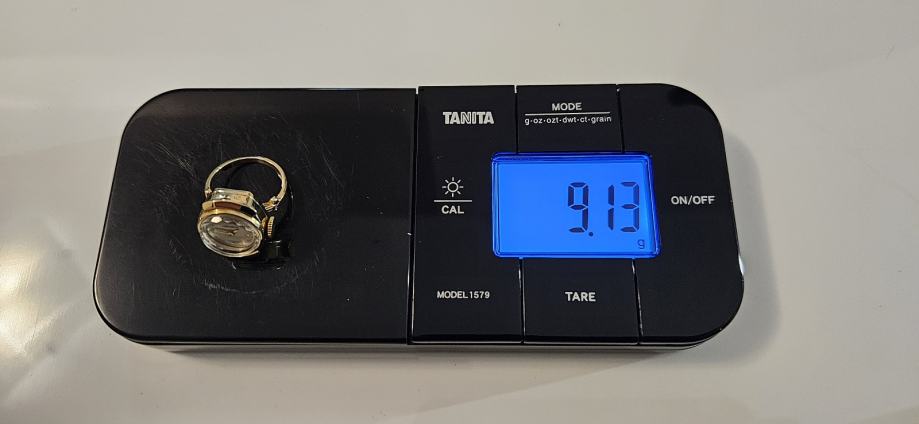 TANITA
MODE
g·oz·ozt·dwt·ct·grain
9.13
g
CAL
ON/OFF
MODEL 1579
TARE